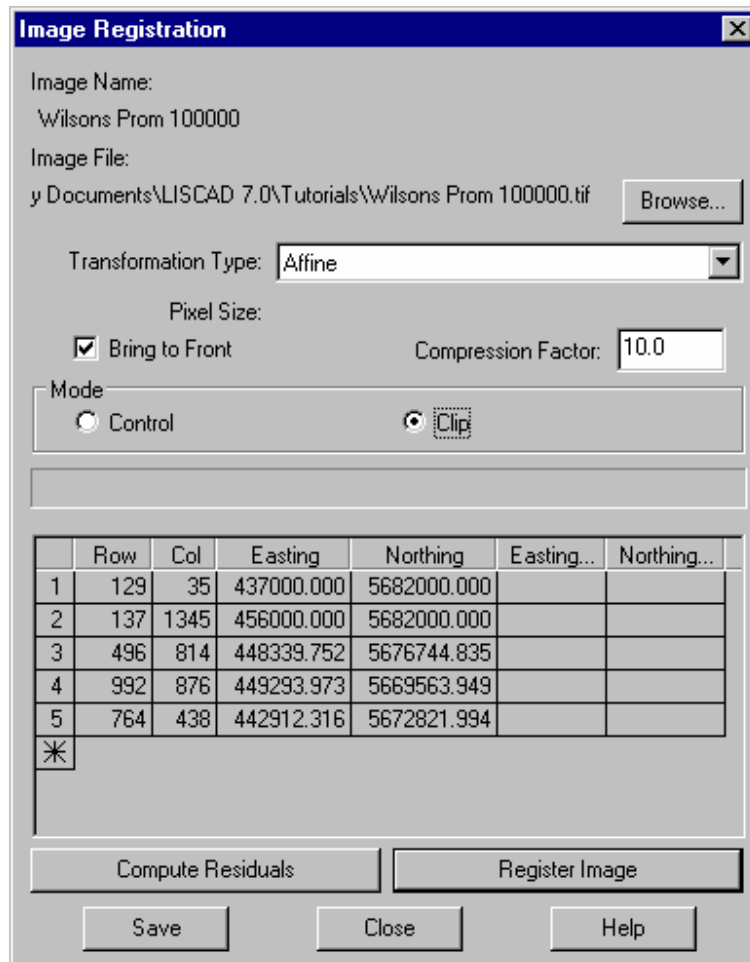 Image Registration
Image Name:
Wilsons Prom 100000
Image File:
y Documents\LISCAD 7.0\Tutorials\Wilsons Prom 100000.tif Browse...
Transformation Type: Affine
Pixel Size:
Bring to Front Compression Factor: 10.0
Mode
Control Clip
Row Col Easting Northing Easting... Northing...
1 129 35 437000.000 5682000.000
2 137 1345 456000.000 5682000.000
3 496 814 448339.752 5676744.835
4 992 876 449293.973 5669563.949
5 764 438 442912.316 5672821.994
Compute Residuals Register Image
Save Close Help